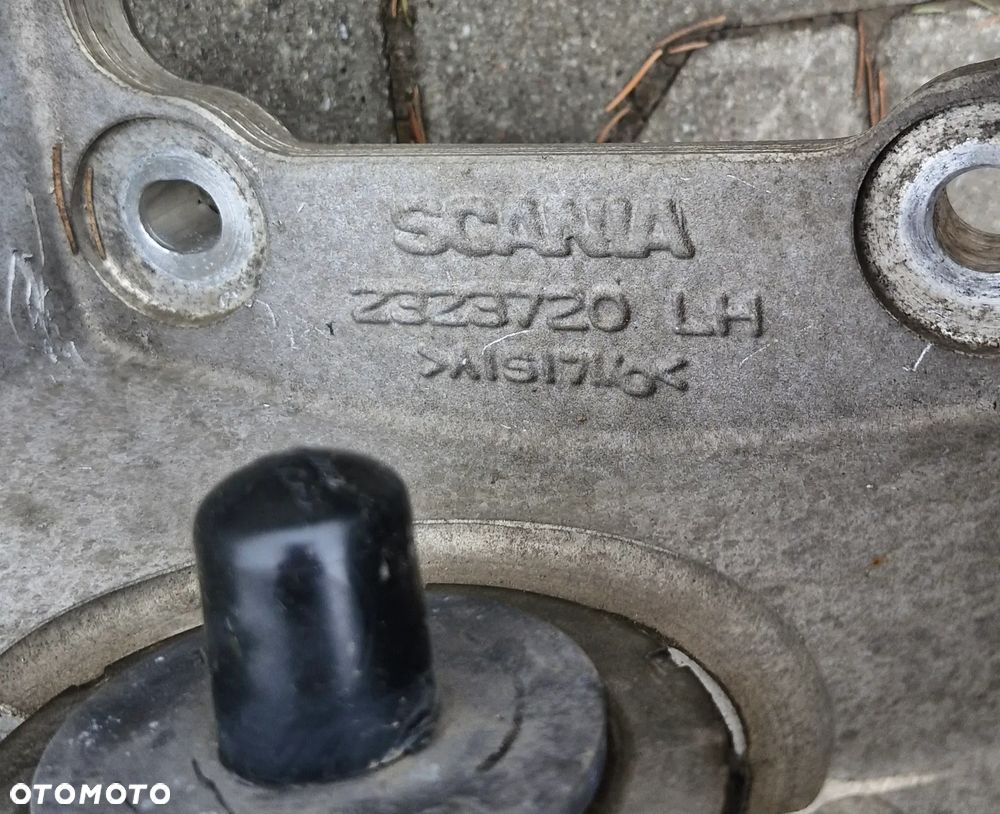 SCANIA
2323720 LH
>AlSi7Mg<
OTOMOTO